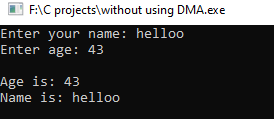 F:\C projects\without using DMA.exe
Enter your name: helloo
Enter age: 43
Age is: 43
Name is: helloo